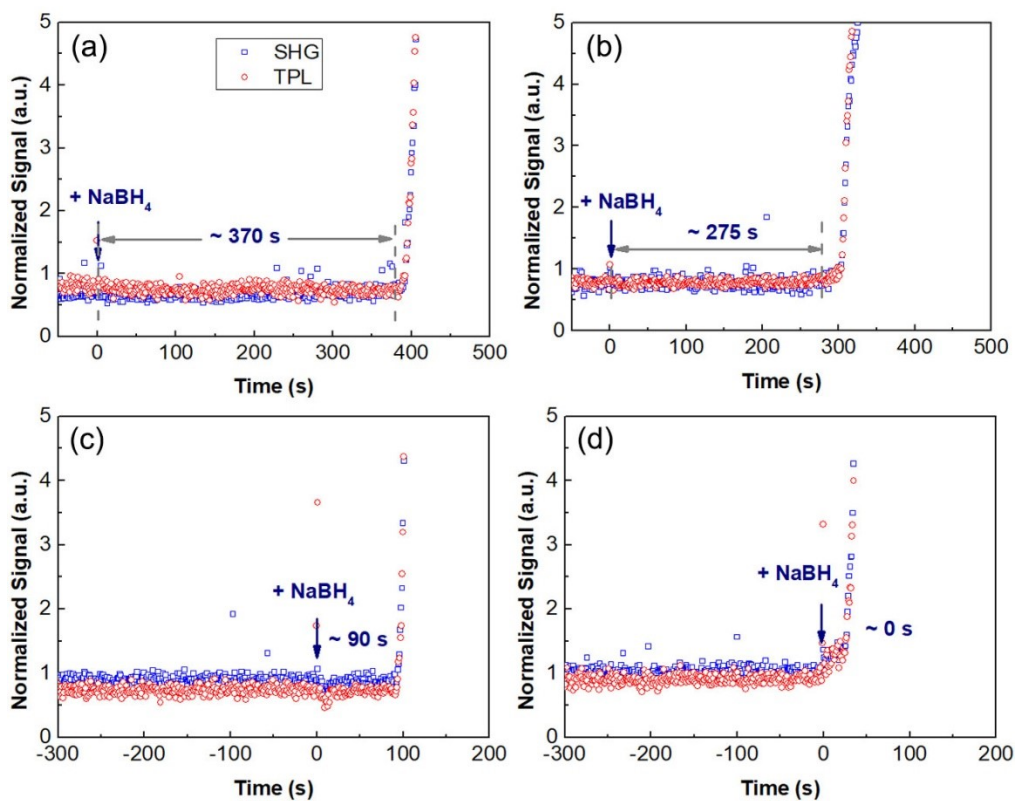 (a)
SHG
TPL
+ NaBH4
~ 370 s
Normalized Signal (a.u.)
0
1
2
3
4
5
0 100 200 300 400 500
Time (s)
(b)
+ NaBH4
~ 275 s
Normalized Signal (a.u.)
0
1
2
3
4
5
0 100 200 300 400 500
Time (s)
(c)
+ NaBH4
~ 90 s
Normalized Signal (a.u.)
0
1
2
3
4
5
-300 -200 -100 0 100 200
Time (s)
(d)
+ NaBH4
~ 0 s
Normalized Signal (a.u.)
0
1
2
3
4
5
-300 -200 -100 0 100 200
Time (s)